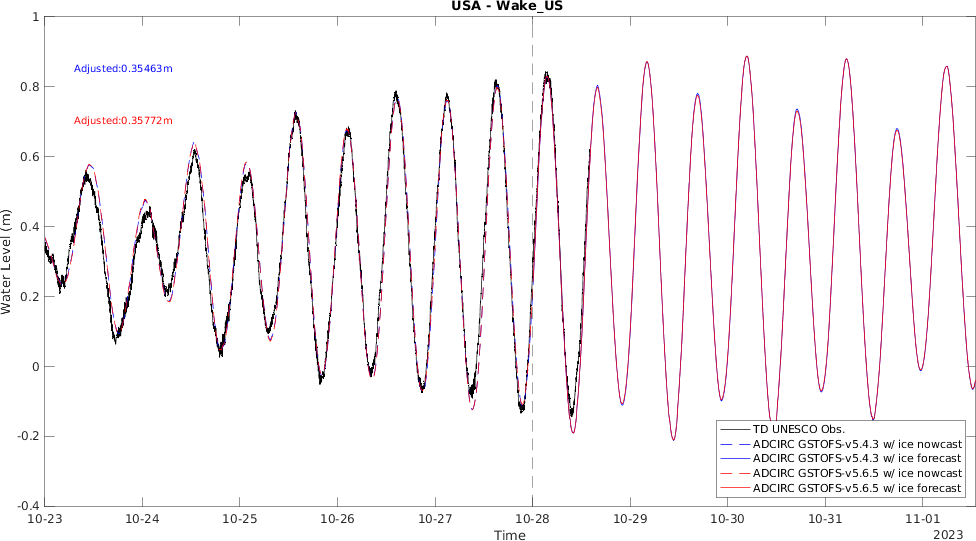 USA - Wake_US
Adjusted:0.35463m
Adjusted:0.35772m
Water Level (m)
1
0.8
0.6
0.4
0.2
0
-0.2
-0.4
TD UNESCO Obs.
ADCIRC GSTOFS-v5.4.3 w/ ice nowcast
ADCIRC GSTOFS-v5.4.3 w/ ice forecast
ADCIRC GSTOFS-v5.6.5 w/ ice nowcast
ADCIRC GSTOFS-v5.6.5 w/ ice forecast
10-23 10-24 10-25 10-26 10-27 10-28 10-29 10-30 10-31 11-01
Time
2023